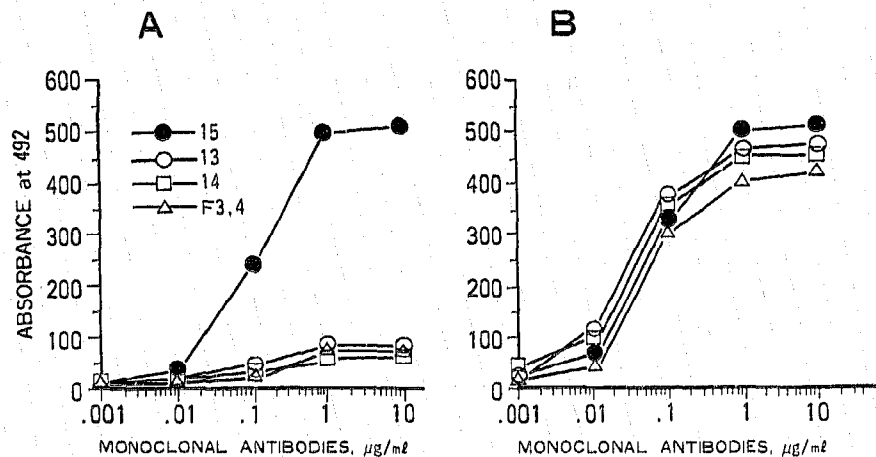 A
B
600
500
400
300
200
100
0
ABSORBANCE at 492
15
13
14
F3,4
.001 .01 .1 1 10
MONOCLONAL ANTIBODIES, µg/ml
600
500
400
300
200
100
0
.001 .01 .1 1 10
MONOCLONAL ANTIBODIES, µg/ml